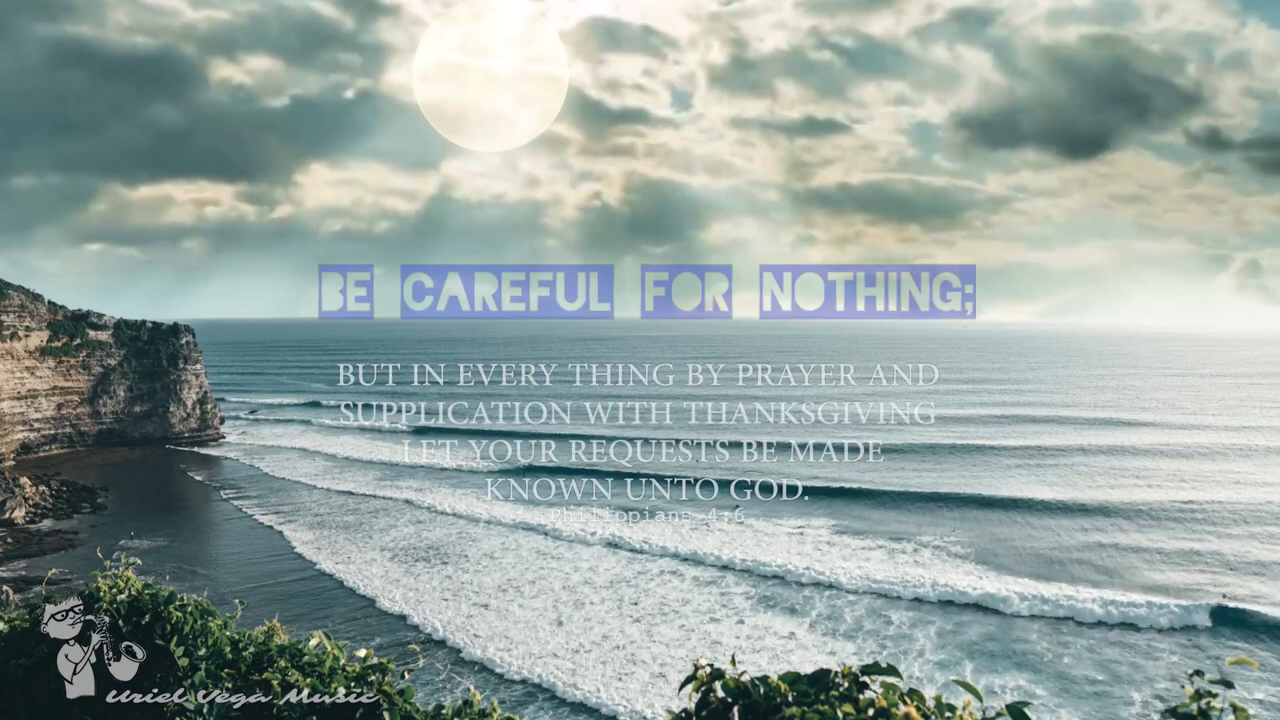 BE CAREFUL FOR NOTHING;
BUT IN EVERY THING BY PRAYER AND
SUPPLICATION WITH THANKSGIVING
LET YOUR REQUESTS BE MADE
KNOWN UNTO GOD.
Philippians 4:6
Uriel Vega Music